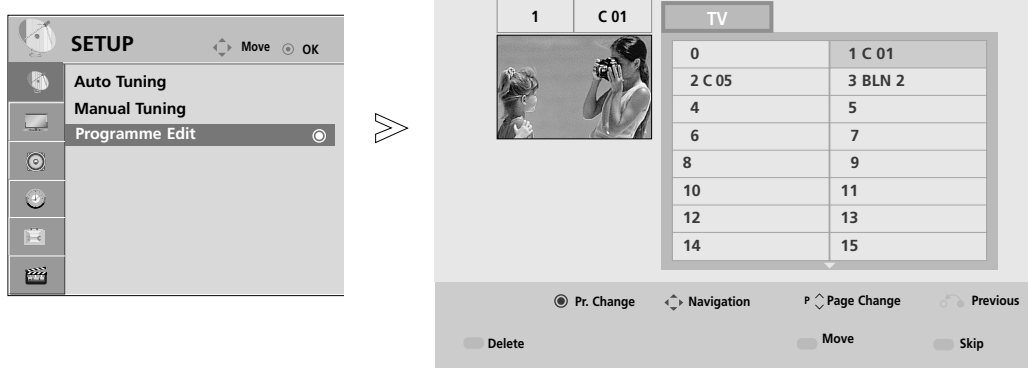 SETUP
Move OK
Auto Tuning
Manual Tuning
Programme Edit
1 C 01
TV
0 1 C 01
2 C 05 3 BLN 2
4 5
6 7
8 9
10 11
12 13
14 15
Pr. Change Navigation P Page Change Previous
Delete Move Skip